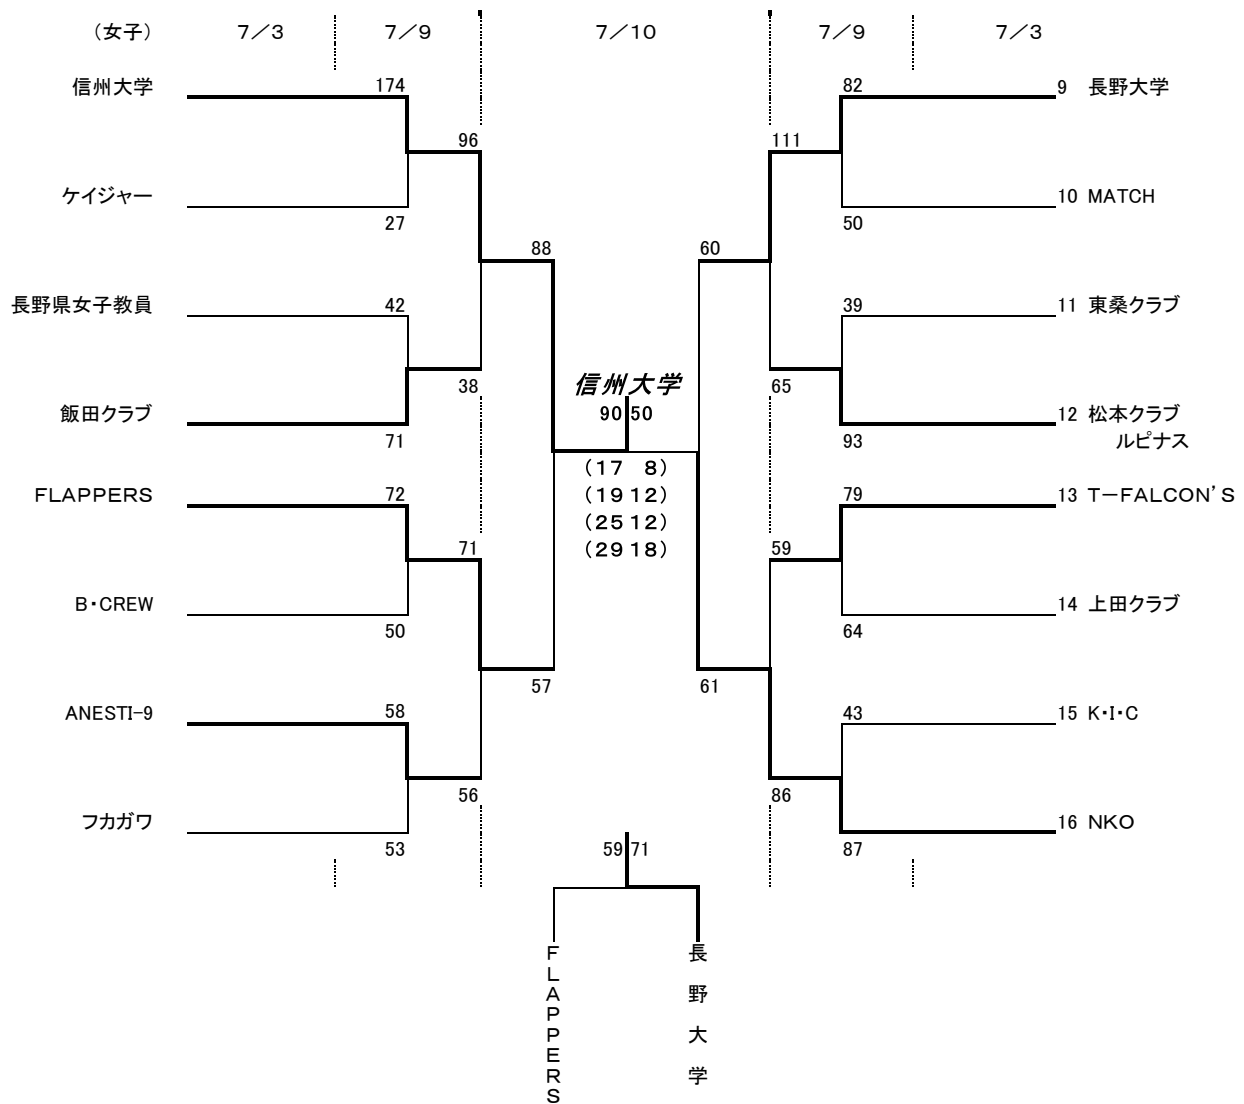 （女子）　７／３　７／９　７／１０　７／９　７／３
信州大学　174　82　9　長野大学
96　111
ケイジャー　27　50　10　MATCH
88　60
長野県女子教員　42　39　11　東桑クラブ
38　信州大学　65
90　50
飯田クラブ　71　93　12　松本クラブ
ルピナス
（17　8）
（19 12）
（25 12）
（29 18）
ＦＬＡＰＰＥＲＳ　72　79　13　Ｔ－ＦＡＬＣＯＮ’Ｓ
71　59
B・CREW　50　64　14　上田クラブ
57　61
ANESTI-9　58　43　15　K・I・C
56　86
フカガワ　53　87　16　ＮＫＯ
59　71
ＦＬＡＰＰＥＲＳ　長野大学